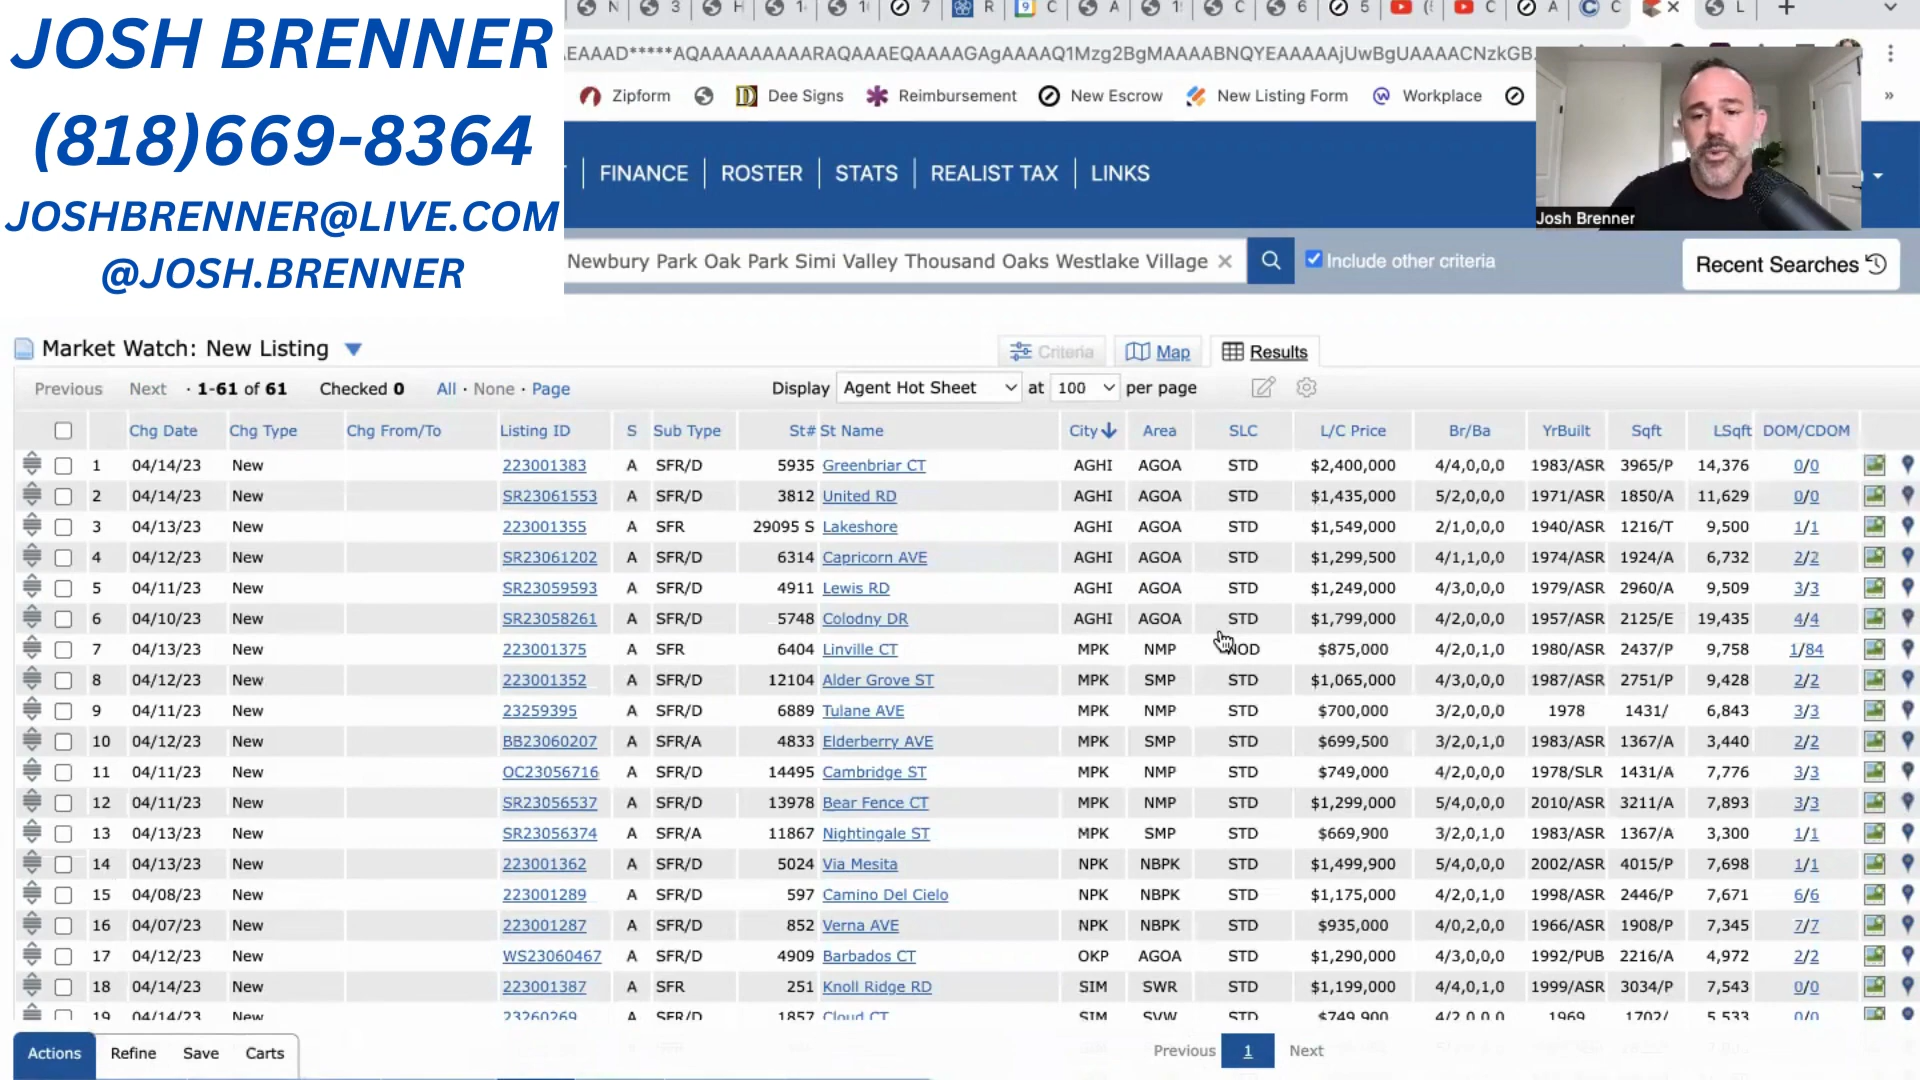 JOSH BRENNER
(818)669-8364
JOSHBRENNER@LIVE.COM
@JOSH.BRENNER
EAAAD*****AQAAAAAAAAARAQAAAEQAAAAGAgAAAAQ1Mzg2BgMAAAABNQYEAAAAAjUwBgUAAAACNzkGB
Zipform Dee Signs Reimbursement New Escrow New Listing Form Workplace »
FINANCE ROSTER STATS REALIST TAX LINKS
Josh Brenner
Newbury Park Oak Park Simi Valley Thousand Oaks Westlake Village Include other criteria Recent Searches
Market Watch: New Listing Criteria Map Results
Previous Next · 1-61 of 61 Checked 0 All · None · Page Display Agent Hot Sheet at 100 per page
Chg Date Chg Type Chg From/To Listing ID S Sub Type St# St Name City Area SLC L/C Price Br/Ba YrBuilt Sqft LSqft DOM/CDOM
1 04/14/23 New 223001383 A SFR/D 5935 Greenbriar CT AGHI AGOA STD $2,400,000 4/4,0,0,0 1983/ASR 3965/P 14,376 0/0
2 04/14/23 New SR23061553 A SFR/D 3812 United RD AGHI AGOA STD $1,435,000 5/2,0,0,0 1971/ASR 1850/A 11,629 0/0
3 04/13/23 New 223001355 A SFR 29095 S Lakeshore AGHI AGOA STD $1,549,000 2/1,0,0,0 1940/ASR 1216/T 9,500 1/1
4 04/12/23 New SR23061202 A SFR/D 6314 Capricorn AVE AGHI AGOA STD $1,299,500 4/1,1,0,0 1974/ASR 1924/A 6,732 2/2
5 04/11/23 New SR23059593 A SFR/D 4911 Lewis RD AGHI AGOA STD $1,249,000 4/3,0,0,0 1979/ASR 2960/A 9,509 3/3
6 04/10/23 New SR23058261 A SFR/D 5748 Colodny DR AGHI AGOA STD $1,799,000 4/2,0,0,0 1957/ASR 2125/E 19,435 4/4
7 04/13/23 New 223001375 A SFR 6404 Linville CT MPK NMP NOD $875,000 4/2,0,1,0 1980/ASR 2437/P 9,758 1/84
8 04/12/23 New 223001352 A SFR/D 12104 Alder Grove ST MPK SMP STD $1,065,000 4/3,0,0,0 1987/ASR 2751/P 9,428 2/2
9 04/11/23 New 23259395 A SFR/D 6889 Tulane AVE MPK NMP STD $700,000 3/2,0,0,0 1978 1431/ 6,843 3/3
10 04/12/23 New BB23060207 A SFR/A 4833 Elderberry AVE MPK SMP STD $699,500 3/2,0,1,0 1983/ASR 1367/A 3,440 2/2
11 04/11/23 New OC23056716 A SFR/D 14495 Cambridge ST MPK NMP STD $749,000 4/2,0,0,0 1978/SLR 1431/A 7,776 3/3
12 04/11/23 New SR23056537 A SFR/D 13978 Bear Fence CT MPK NMP STD $1,299,000 5/4,0,0,0 2010/ASR 3211/A 7,893 3/3
13 04/13/23 New SR23056374 A SFR/A 11867 Nightingale ST MPK SMP STD $669,900 3/2,0,1,0 1983/ASR 1367/A 3,300 1/1
14 04/13/23 New 223001362 A SFR/D 5024 Via Mesita NPK NBPK STD $1,499,900 5/4,0,0,0 2002/ASR 4015/P 7,698 1/1
15 04/08/23 New 223001289 A SFR/D 597 Camino Del Cielo NPK NBPK STD $1,175,000 4/2,0,1,0 1998/ASR 2446/P 7,671 6/6
16 04/07/23 New 223001287 A SFR/D 852 Verna AVE NPK NBPK STD $935,000 4/0,2,0,0 1966/ASR 1908/P 7,345 7/7
17 04/12/23 New WS23060467 A SFR/D 4909 Barbados CT OKP AGOA STD $1,290,000 4/3,0,0,0 1992/PUB 2216/A 4,972 2/2
18 04/14/23 New 223001387 A SFR 251 Knoll Ridge RD SIM SWR STD $1,199,000 4/4,0,1,0 1999/ASR 3034/P 7,543 0/0
19 04/14/23 New 23260269 A SFR/D 1857 Cloud CT SIM SVW STD $749,900 4/2,0,0,0 1969 1702/ 5,533 0/0
Actions Refine Save Carts Previous 1 Next